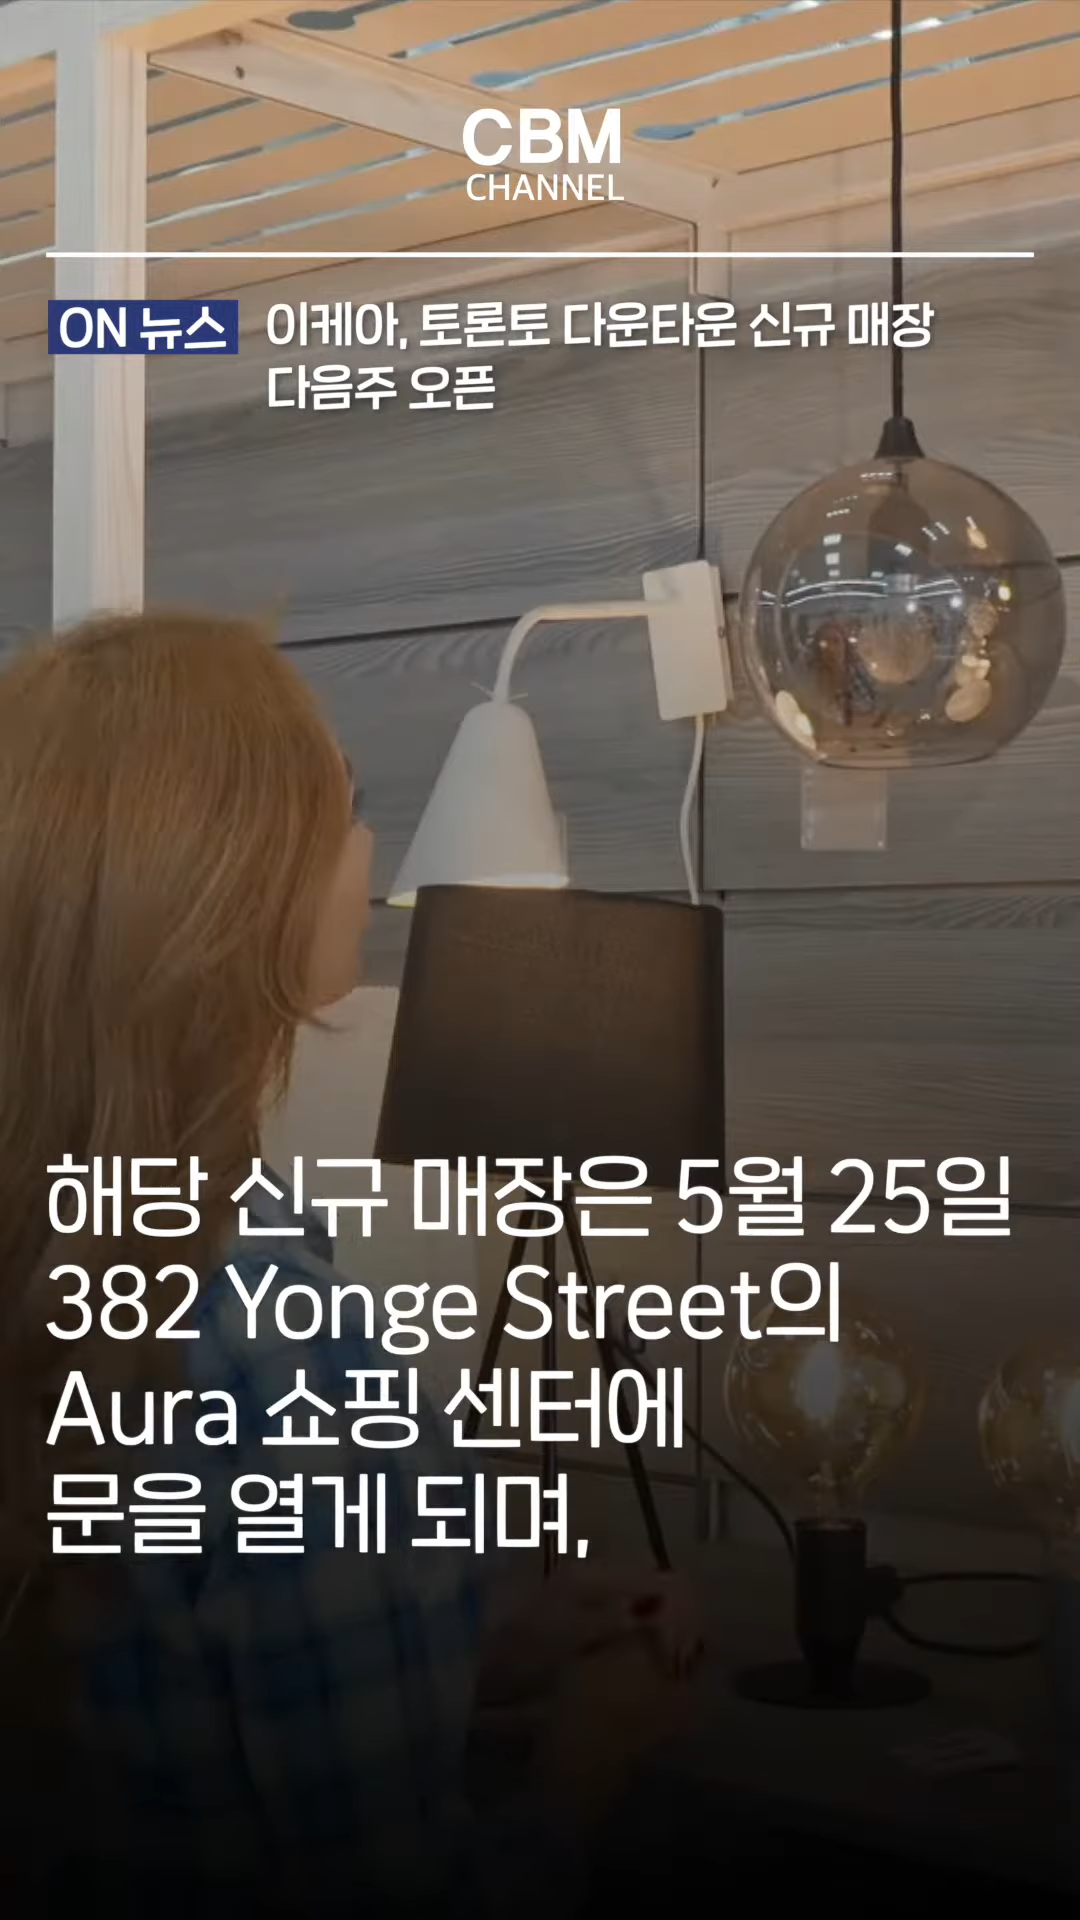 CBM
CHANNEL
ON 뉴스
이케아, 토론토 다운타운 신규 매장
다음주 오픈
해당 신규 매장은 5월 25일
382 Yonge Street의
Aura 쇼핑 센터에
문을 열게 되며,